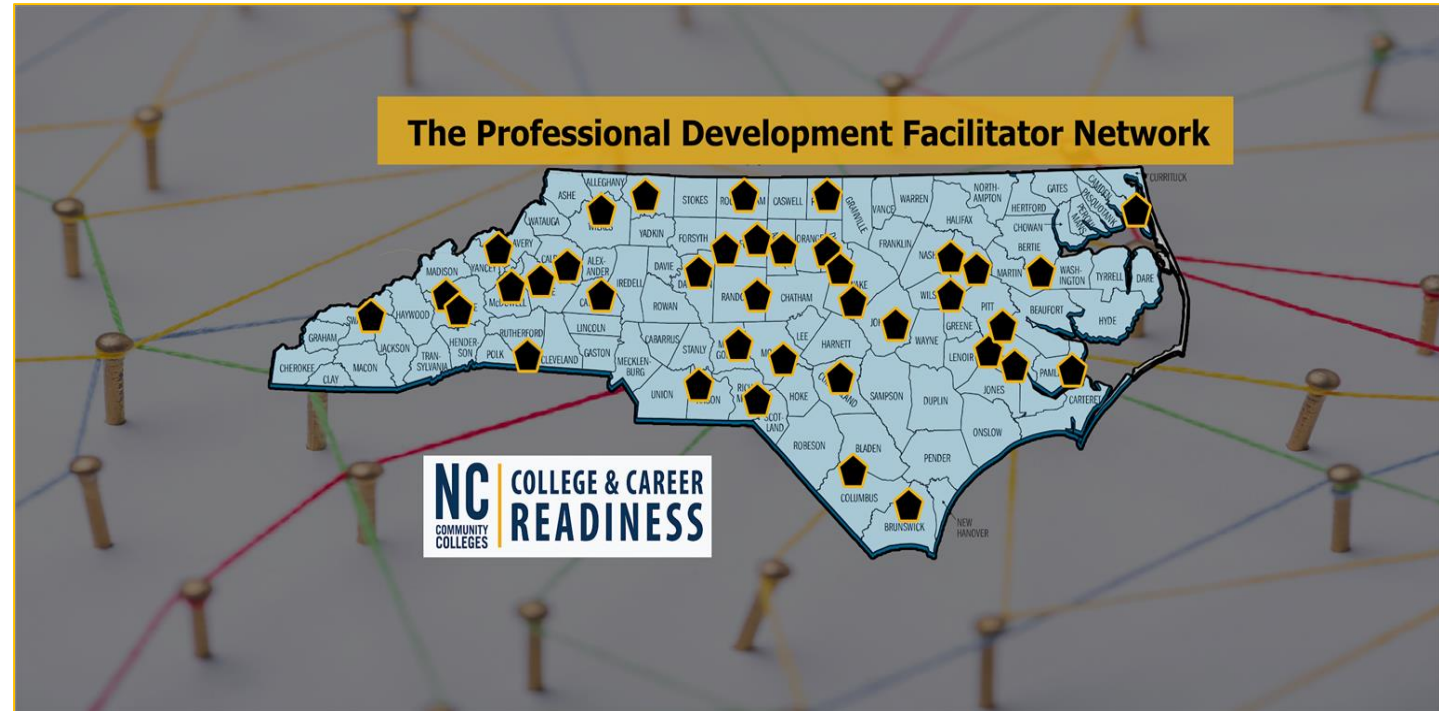 The Professional Development Facilitator Network
CURRITUCK
ALLEGHANY
ASHE
STOKES
CASWELL
GRANVILLE
VANCE
WARREN
NORTH-
AMPTON
GATES
CAMDEN
PASQUOTANK
HERTFORD
HALIFAX
WATAUGA
YADKIN
FORSYTH
FRANKLIN
CHOWAN
BERTIE
MADISON
ALEX-
ANDER
IREDELL
DAVIE
MARTIN
WASH-
INGTON
TYRRELL
DARE
HAYWOOD
ROWAN
CHATHAM
PITT
BEAUFORT
HYDE
GRAHAM
JACKSON
RUTHERFORD
LINCOLN
CABARRUS
STANLY
LEE
HARNETT
WAYNE
GREENE
CHEROKEE
CLAY
MACON
TRAN-
SYLVANIA
HENDER-
SON
POLK
CLEVELAND
GASTON
MECKLEN-
BURG
LENOIR
JONES
CARTERET
UNION
HOKE
SAMPSON
DUPLIN
ONSLOW
SCOT-
LAND
ROBESON
BLADEN
PENDER
COLUMBUS
BRUNSWICK
NEW
HANOVER
NC
COMMUNITY
COLLEGES
COLLEGE & CAREER
READINESS